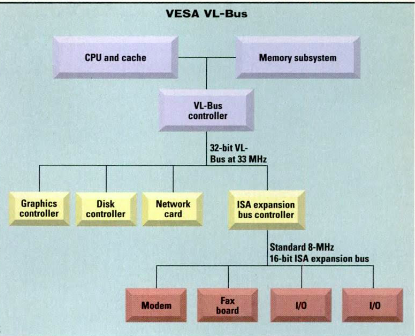 VESA VL-Bus
CPU and cache
Memory subsystem
VL-Bus
controller
32-bit VL-
Bus at 33 MHz
Graphics
controller
Disk
controller
Network
card
ISA expansion
bus controller
Standard 8-MHz
16-bit ISA expansion bus
Modem
Fax
board
I/O
I/O